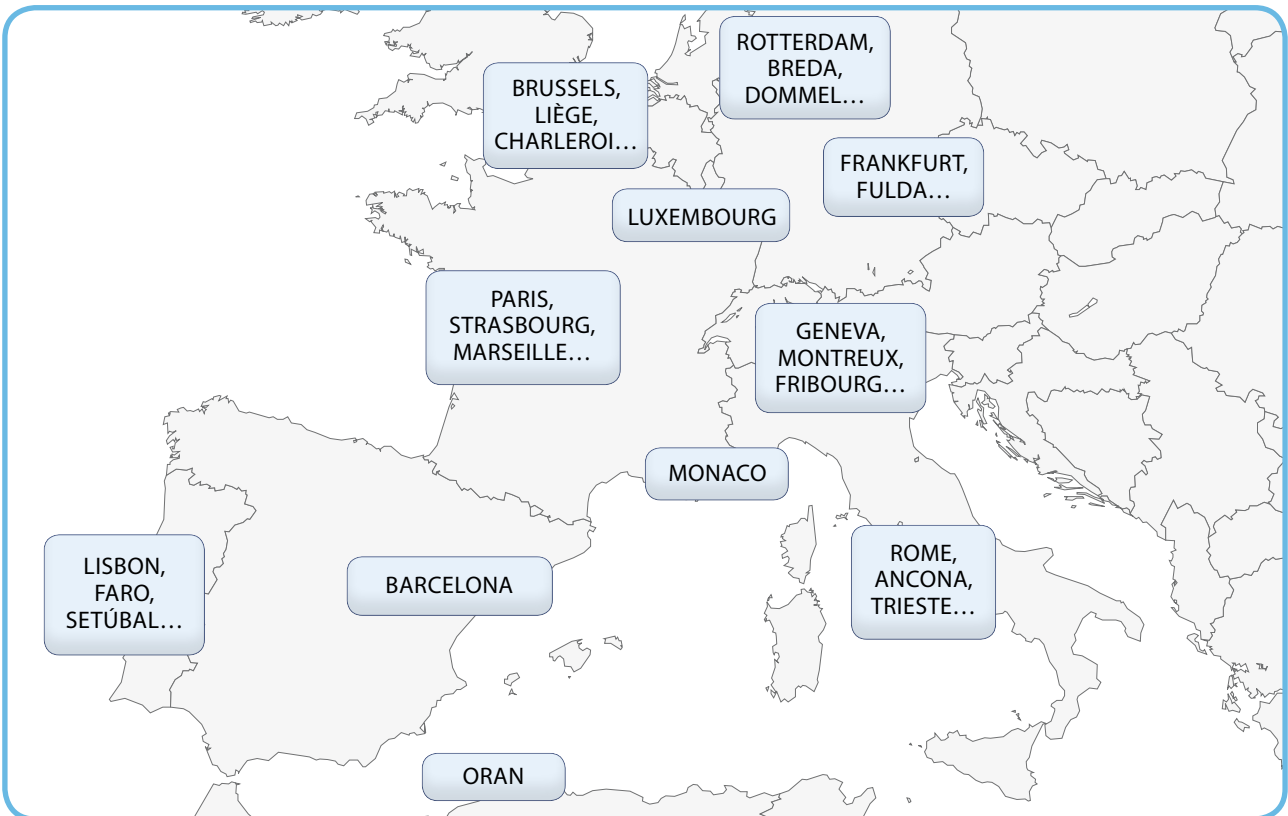 ROTTERDAM,
BREDA,
DOMMEL…
BRUSSELS,
LIÈGE,
CHARLEROI…
FRANKFURT,
FULDA…
LUXEMBOURG
PARIS,
STRASBOURG,
MARSEILLE…
GENEVA,
MONTREUX,
FRIBOURG…
MONACO
LISBON,
FARO,
SETÚBAL…
BARCELONA
ROME,
ANCONA,
TRIESTE…
ORAN